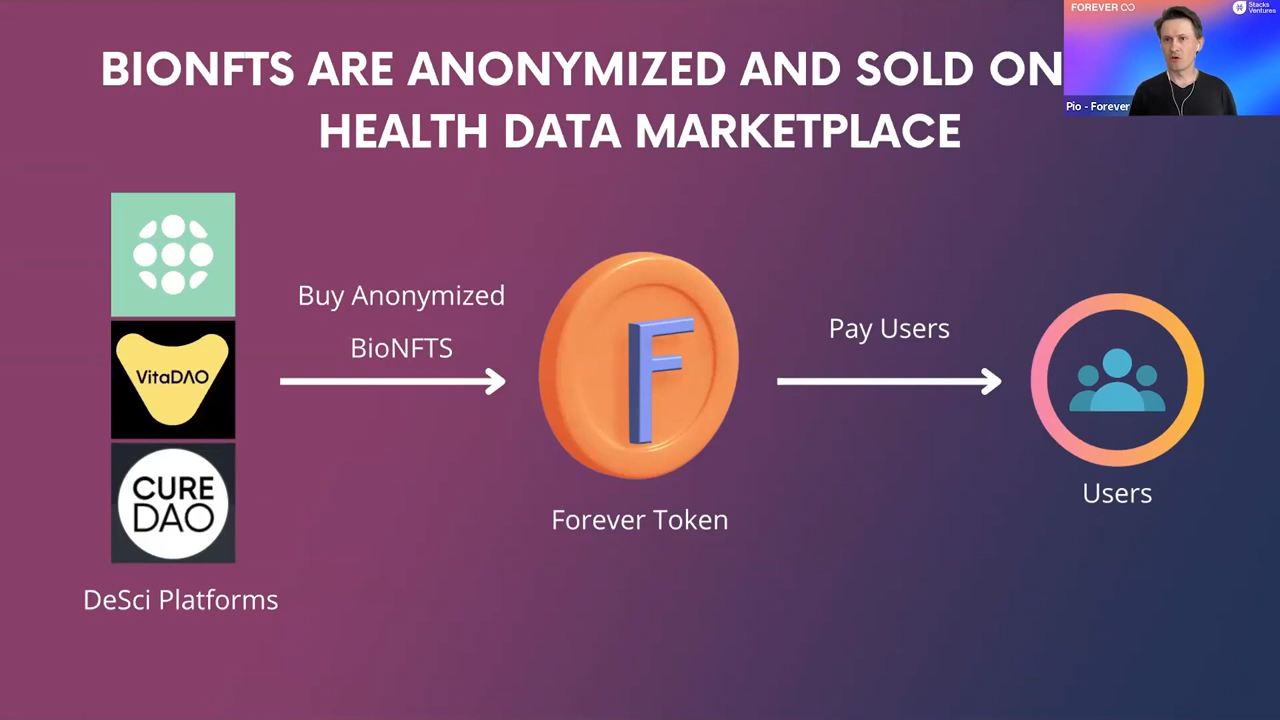 FOREVER
Stacks
Ventures
BIONFTS ARE ANONYMIZED AND SOLD ON
HEALTH DATA MARKETPLACE
Pio - Forever
Buy Anonymized
BioNFTS
Pay Users
VitaDAO
CURE
DAO
F
Users
Forever Token
DeSci Platforms